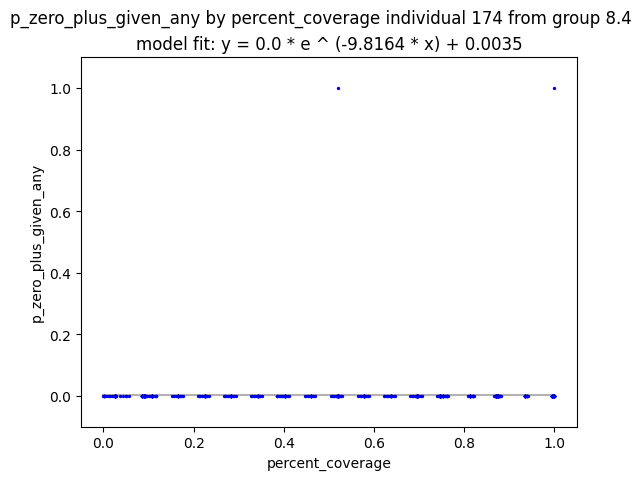 p_zero_plus_given_any by percent_coverage individual 174 from group 8.4
model fit: y = 0.0 * e ^ (-9.8164 * x) + 0.0035
1.0
0.8
0.6
0.4
0.2
0.0
p_zero_plus_given_any
0.0 0.2 0.4 0.6 0.8 1.0
percent_coverage